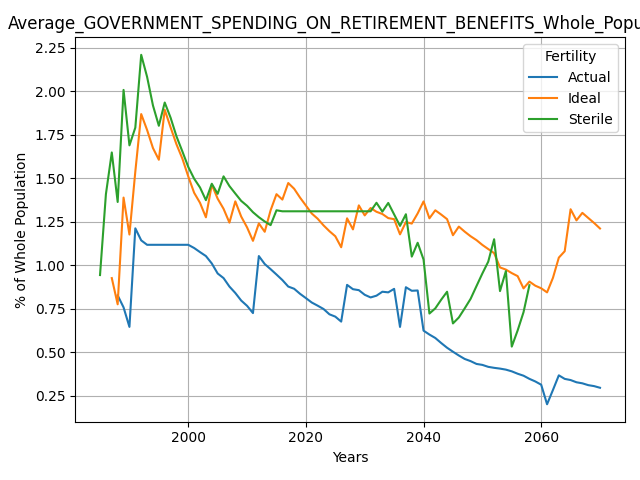 Average_GOVERNMENT_SPENDING_ON_RETIREMENT_BENEFITS_Whole_Popu
Fertility
Actual
Ideal
Sterile
% of Whole Population
2.25
2.00
1.75
1.50
1.25
1.00
0.75
0.50
0.25
2000
2020
2040
2060
Years